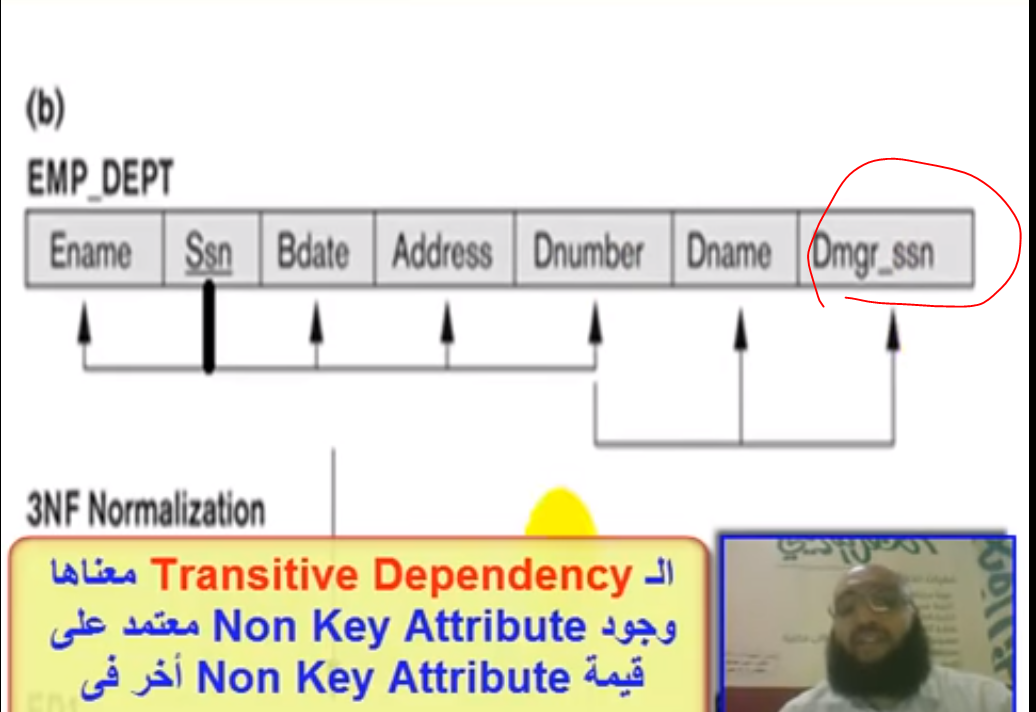 (b)
EMP_DEPT
Ename Ssn Bdate Address Dnumber Dname Dmgr_ssn
3NF Normalization
الـ Transitive Dependency معناها
وجود Non Key Attribute معتمد على
قيمة Non Key Attribute أخر فى